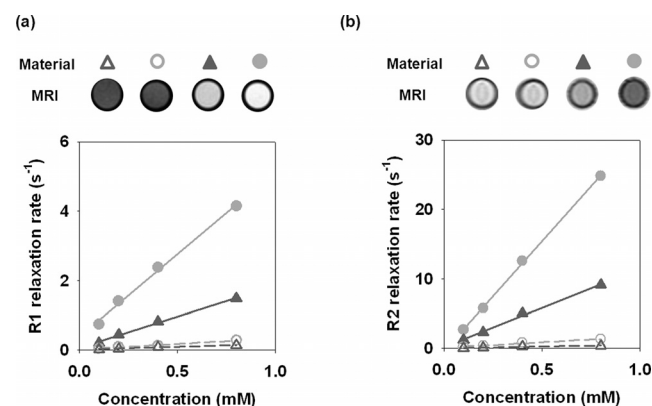 (a)
Material
MRI
R1 relaxation rate (s-1)
6
4
2
0
0.0
0.5
1.0
Concentration (mM)
(b)
Material
MRI
R2 relaxation rate (s-1)
30
20
10
0
0.0
0.5
1.0
Concentration (mM)